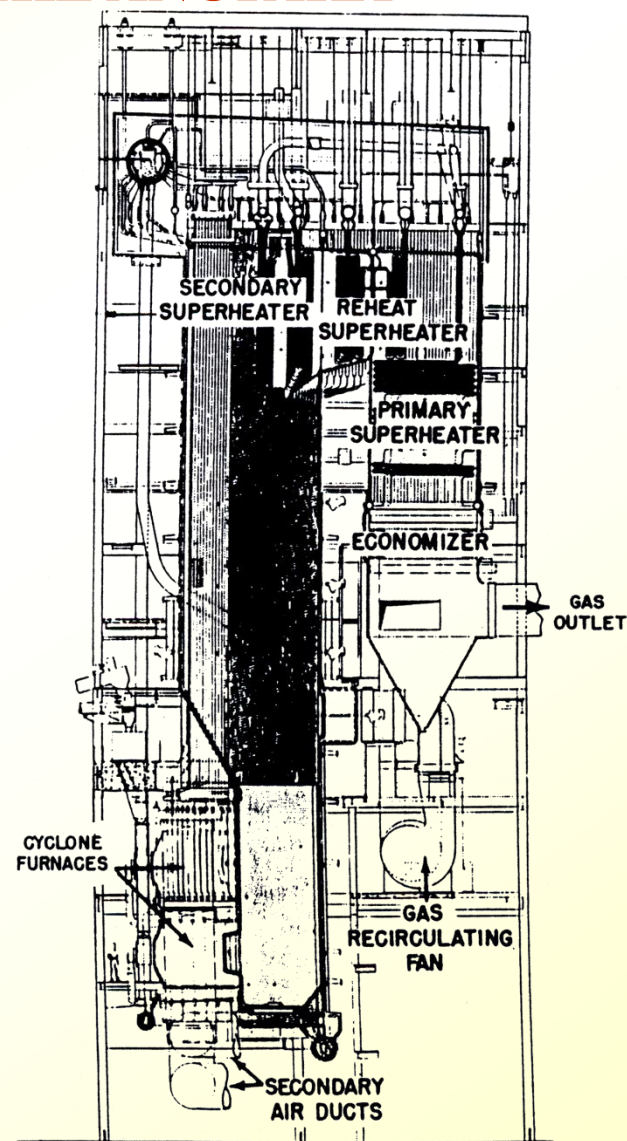 SECONDARY
SUPERHEATER
REHEAT
SUPERHEATER
PRIMARY
SUPERHEATER
ECONOMIZER
GAS
OUTLET
CYCLONE
FURNACES
GAS
RECIRCULATING
FAN
SECONDARY
AIR DUCTS